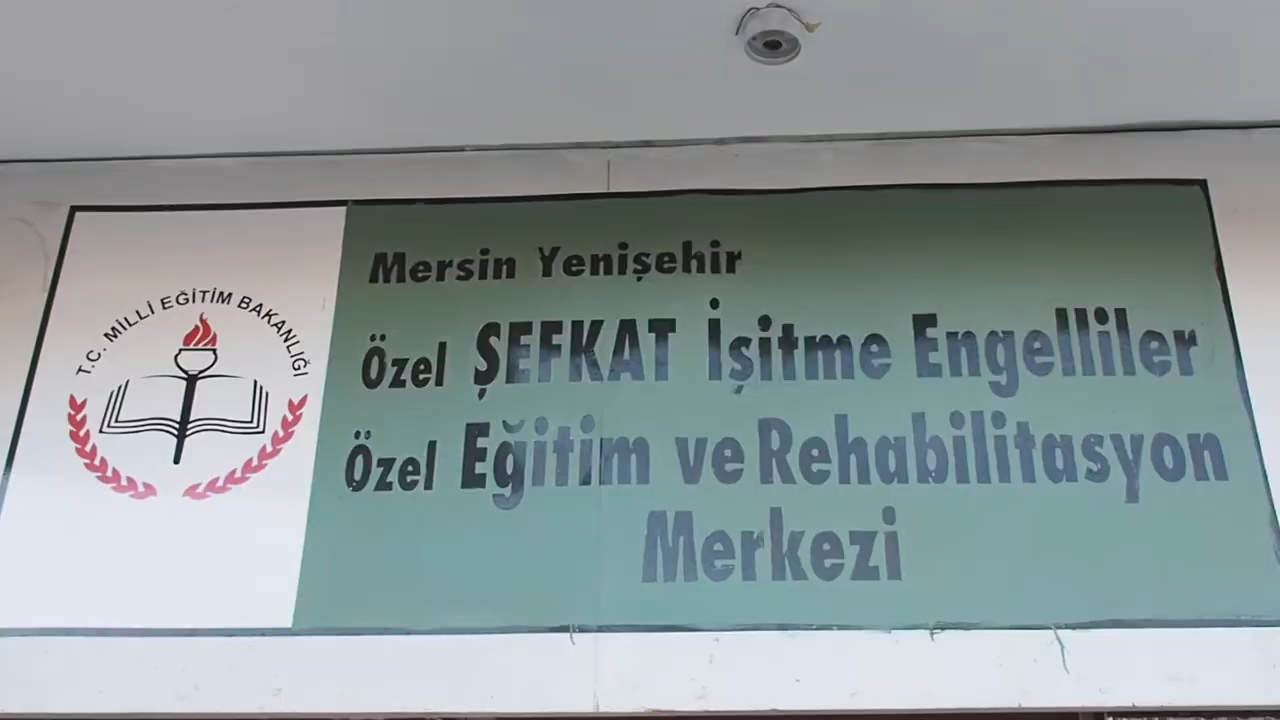 T.C. MİLLİ EĞİTİM BAKANLIĞI
Mersin Yenişehir
Özel ŞEFKAT İşitme Engelliler
Özel Eğitim ve Rehabilitasyon
Merkezi